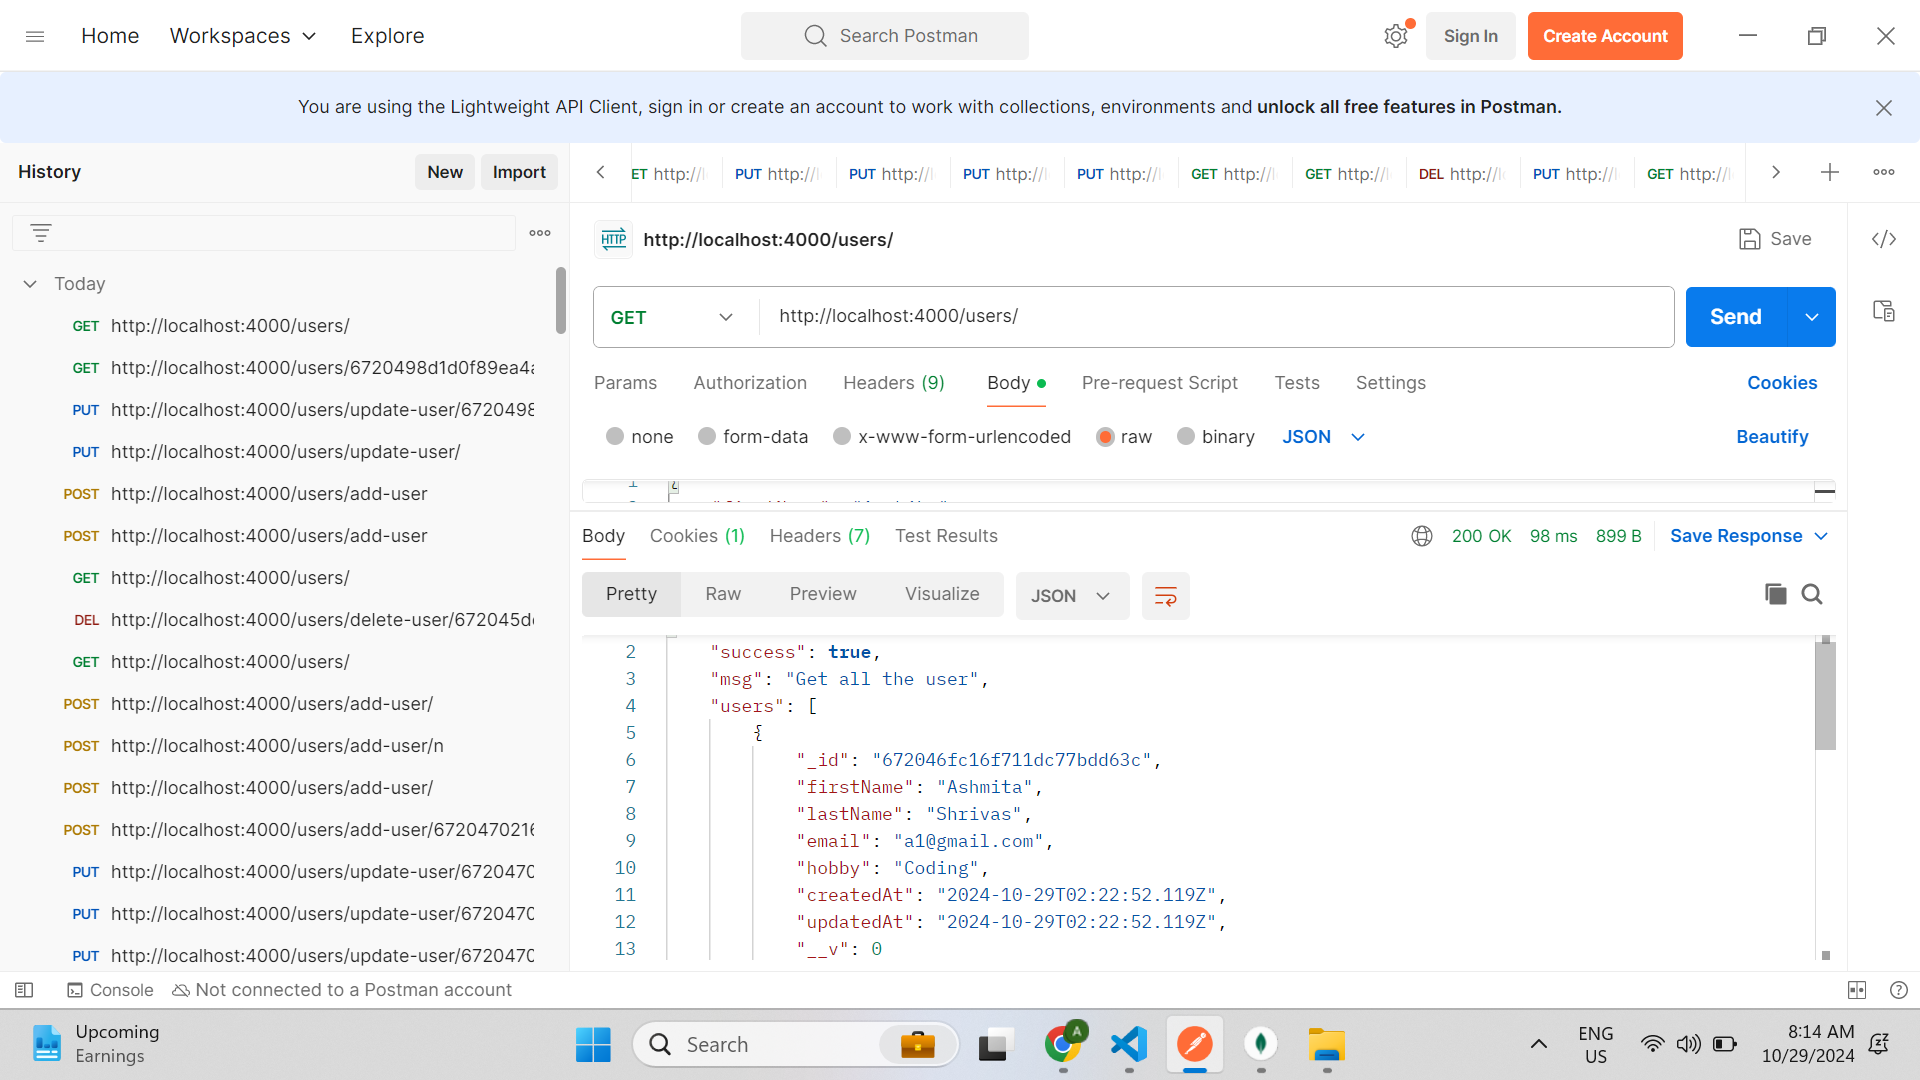 Home Workspaces Explore Search Postman Sign In Create Account
You are using the Lightweight API Client, sign in or create an account to work with collections, environments and unlock all free features in Postman.
History New Import
ET http://l PUT http://l PUT http://l PUT http://l PUT http://l GET http://l GET http://l DEL http://l PUT http://l GET http://l
Today
GET http://localhost:4000/users/
GET http://localhost:4000/users/6720498d1d0f89ea4a
PUT http://localhost:4000/users/update-user/6720498
PUT http://localhost:4000/users/update-user/
POST http://localhost:4000/users/add-user
POST http://localhost:4000/users/add-user
GET http://localhost:4000/users/
DEL http://localhost:4000/users/delete-user/672045d
GET http://localhost:4000/users/
POST http://localhost:4000/users/add-user/
POST http://localhost:4000/users/add-user/n
POST http://localhost:4000/users/add-user/
POST http://localhost:4000/users/add-user/672047021
PUT http://localhost:4000/users/update-user/672047
PUT http://localhost:4000/users/update-user/672047
PUT http://localhost:4000/users/update-user/672047
HTTP http://localhost:4000/users/ Save
GET http://localhost:4000/users/ Send
Params Authorization Headers (9) Body Pre-request Script Tests Settings Cookies
none form-data x-www-form-urlencoded raw binary JSON Beautify
1 {
Body Cookies (1) Headers (7) Test Results 200 OK 98 ms 899 B Save Response
Pretty Raw Preview Visualize JSON
2 "success": true,
3 "msg": "Get all the user",
4 "users": [
5 {
6 "_id": "672046fc16f711dc77bdd63c",
7 "firstName": "Ashmita",
8 "lastName": "Shrivas",
9 "email": "a1@gmail.com",
10 "hobby": "Coding",
11 "createdAt": "2024-10-29T02:22:52.119Z",
12 "updatedAt": "2024-10-29T02:22:52.119Z",
13 "__v": 0
Console Not connected to a Postman account
Upcoming
Earnings
Search
A
ENG
US
8:14 AM
10/29/2024